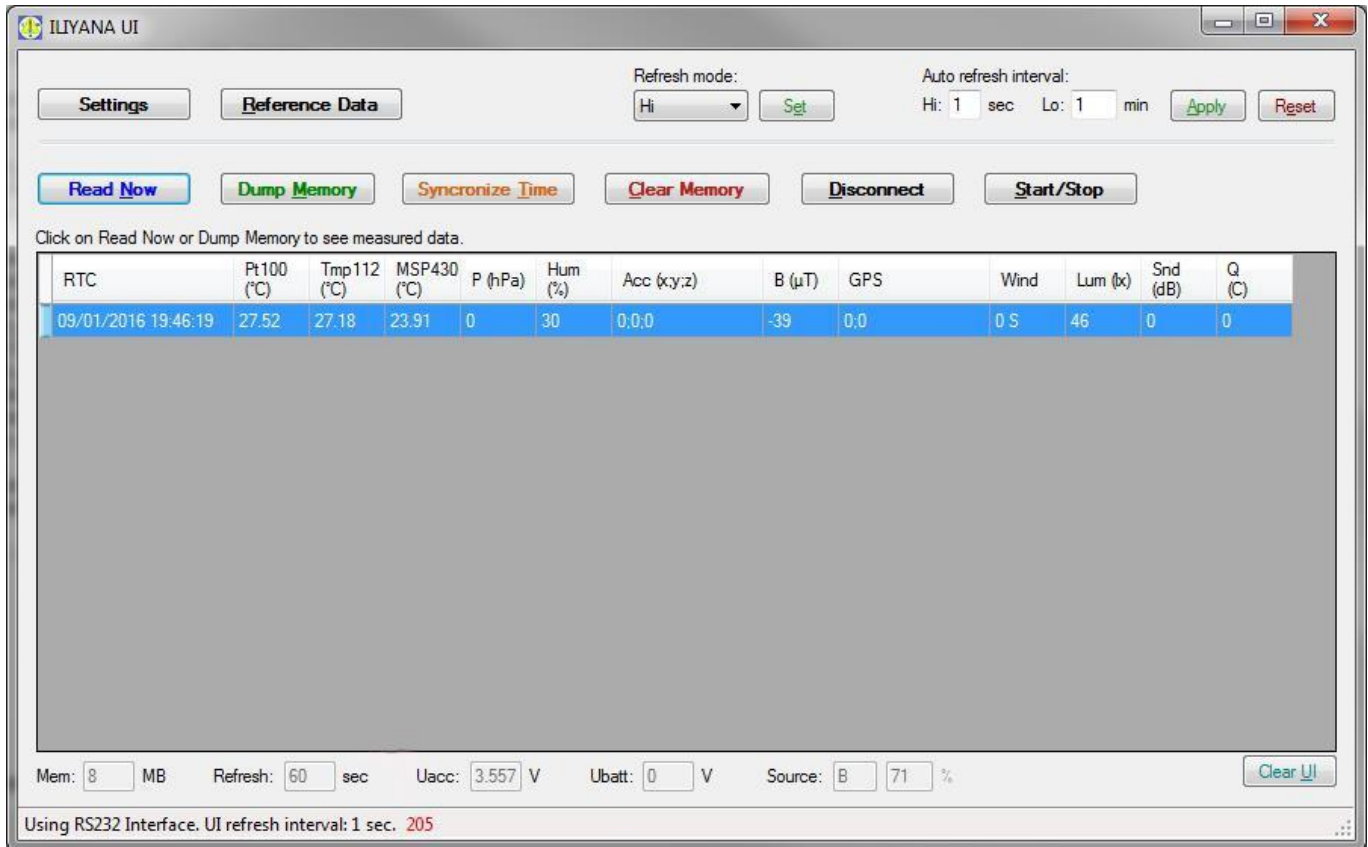 ILIYANA UI
Refresh mode: Auto refresh interval:
Settings Reference Data Hi Set Hi: 1 sec Lo: 1 min Apply Reset
Read Now Dump Memory Syncronize Time Clear Memory Disconnect Start/Stop
Click on Read Now or Dump Memory to see measured data.
RTC Pt100 (°C) Tmp112 (°C) MSP430 (°C) P (hPa) Hum (%) Acc (x;y;z) B (µT) GPS Wind Lum (lx) Snd (dB) Q (C)
09/01/2016 19:46:19 27.52 27.18 23.91 0 30 0;0;0 -39 0;0 0 S 46 0 0
Mem: 8 MB Refresh: 60 sec Uacc: 3.557 V Ubatt: 0 V Source: B 71 % Clear UI
Using RS232 Interface. UI refresh interval: 1 sec. 205